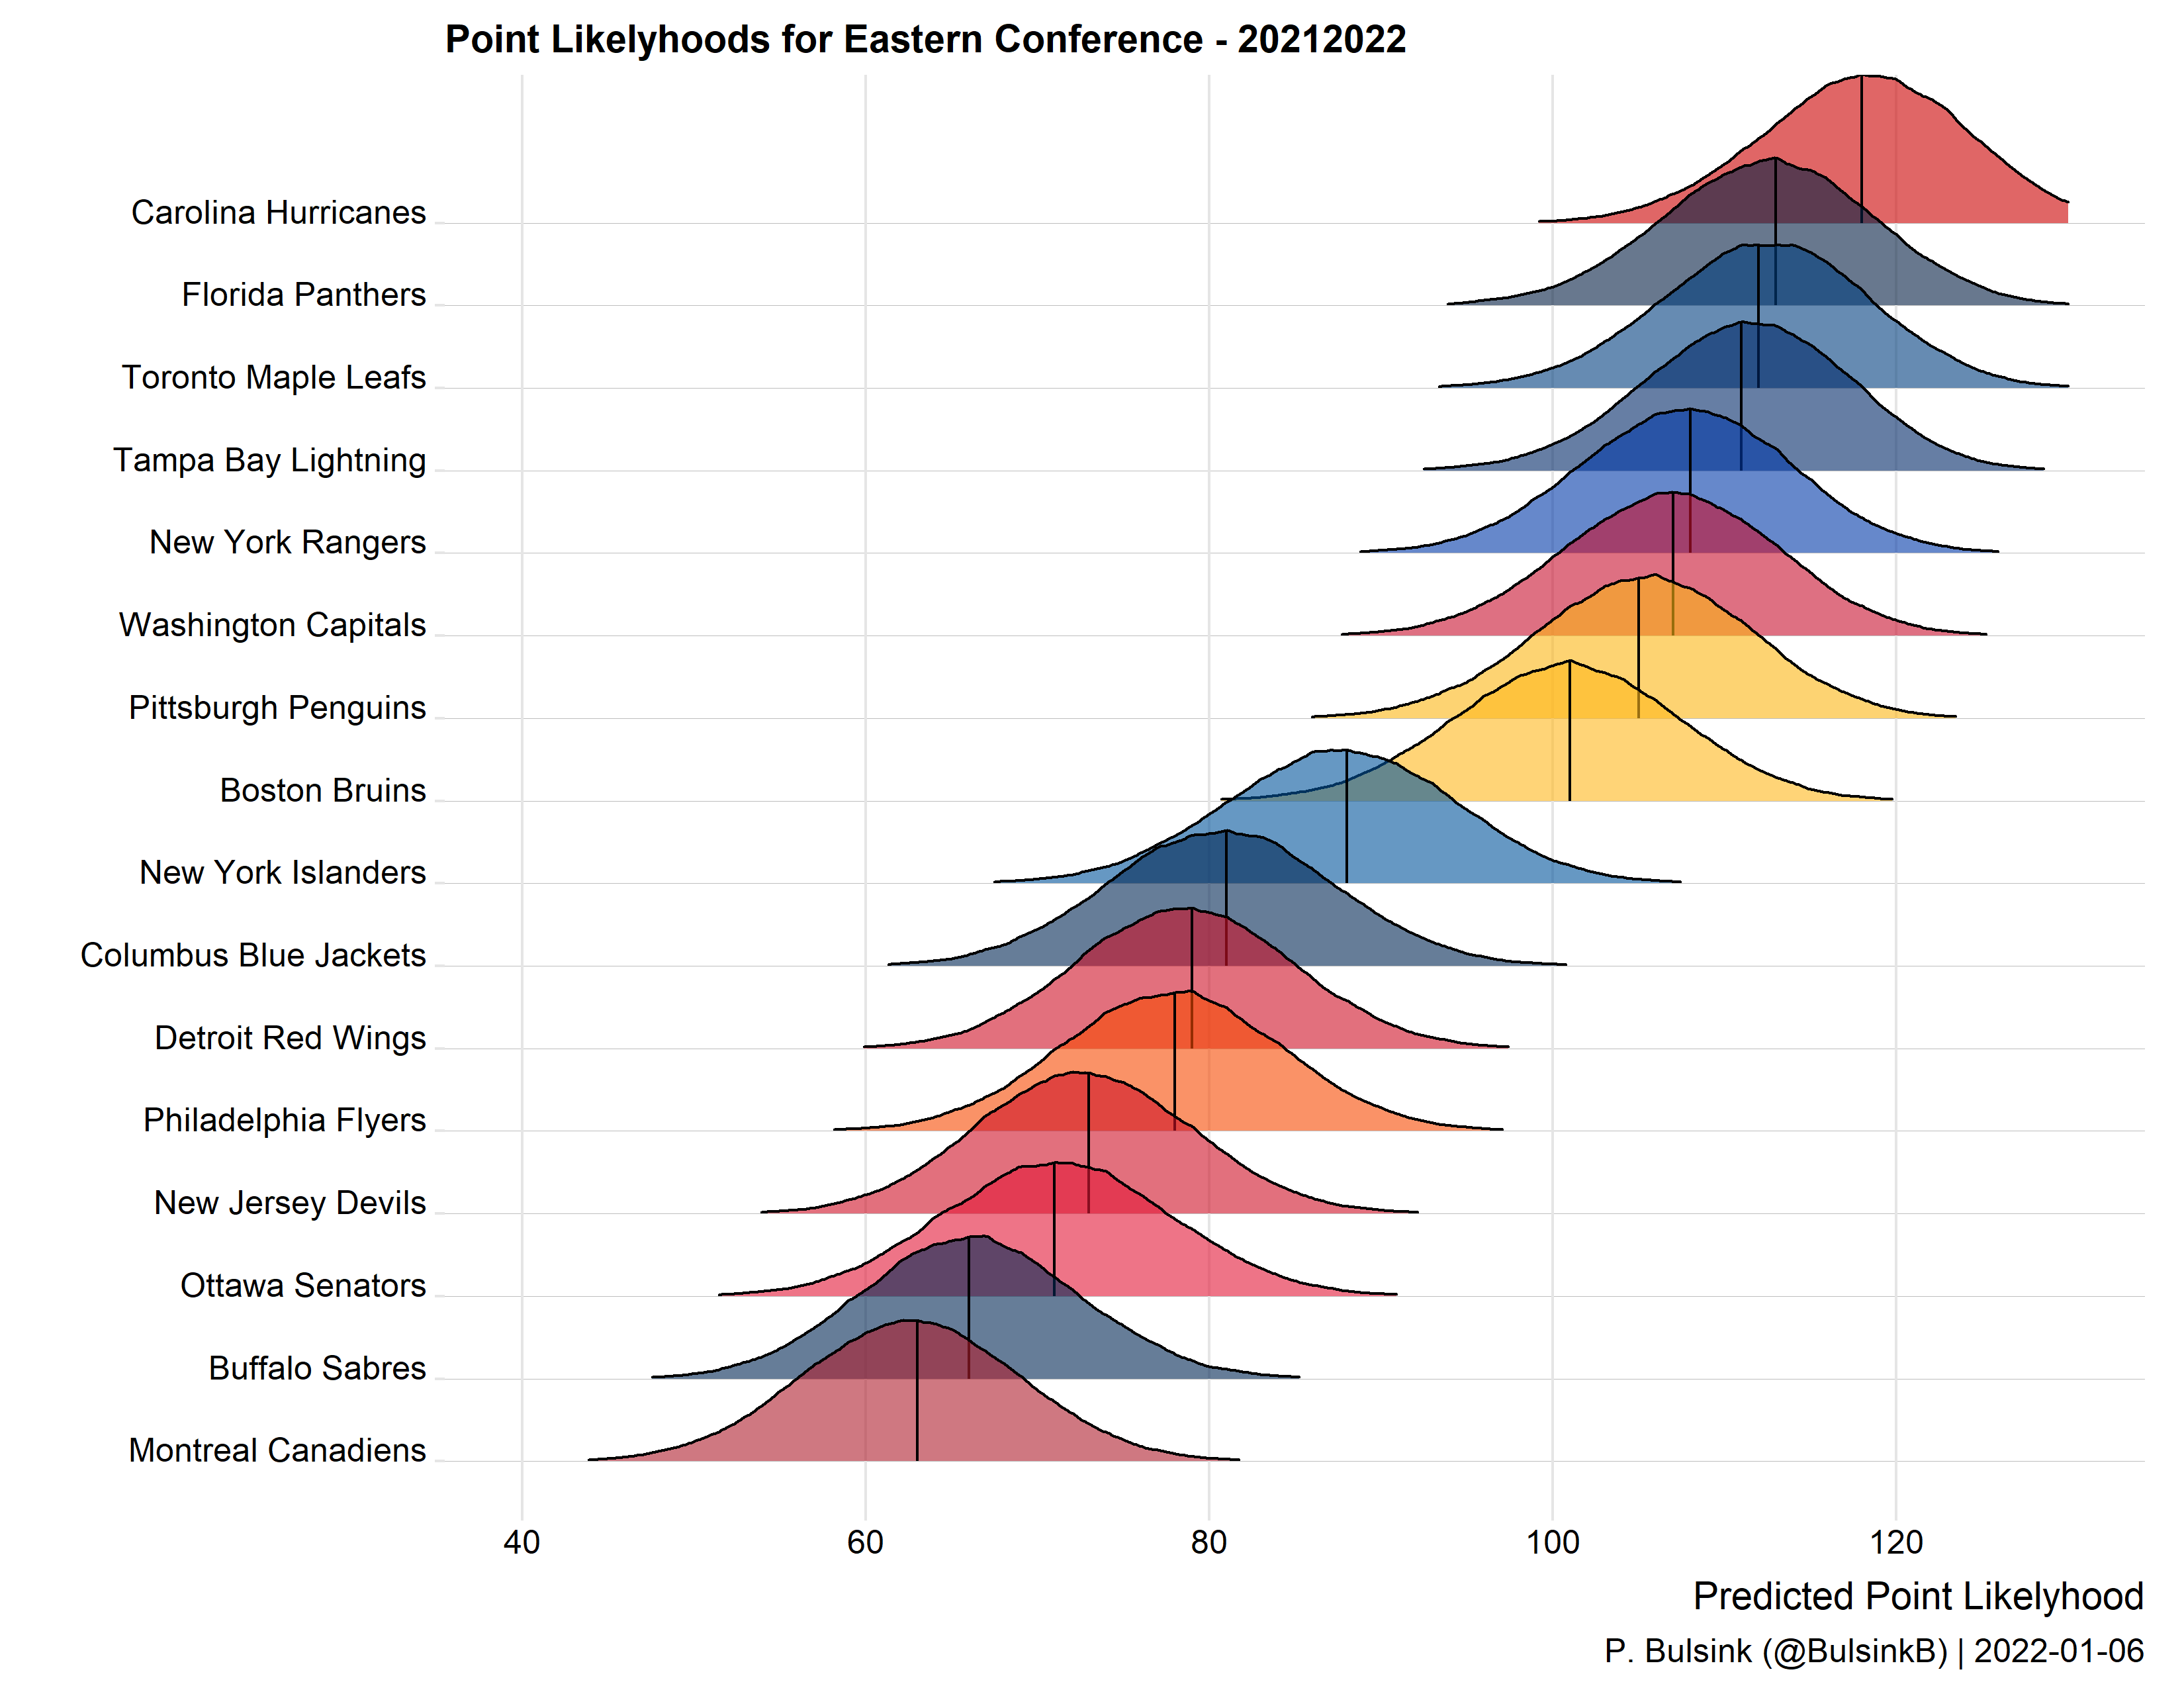 Point Likelyhoods for Eastern Conference - 20212022
Carolina Hurricanes
Florida Panthers
Toronto Maple Leafs
Tampa Bay Lightning
New York Rangers
Washington Capitals
Pittsburgh Penguins
Boston Bruins
New York Islanders
Columbus Blue Jackets
Detroit Red Wings
Philadelphia Flyers
New Jersey Devils
Ottawa Senators
Buffalo Sabres
Montreal Canadiens
40 60 80 100 120
Predicted Point Likelyhood
P. Bulsink (@BulsinkB) | 2022-01-06